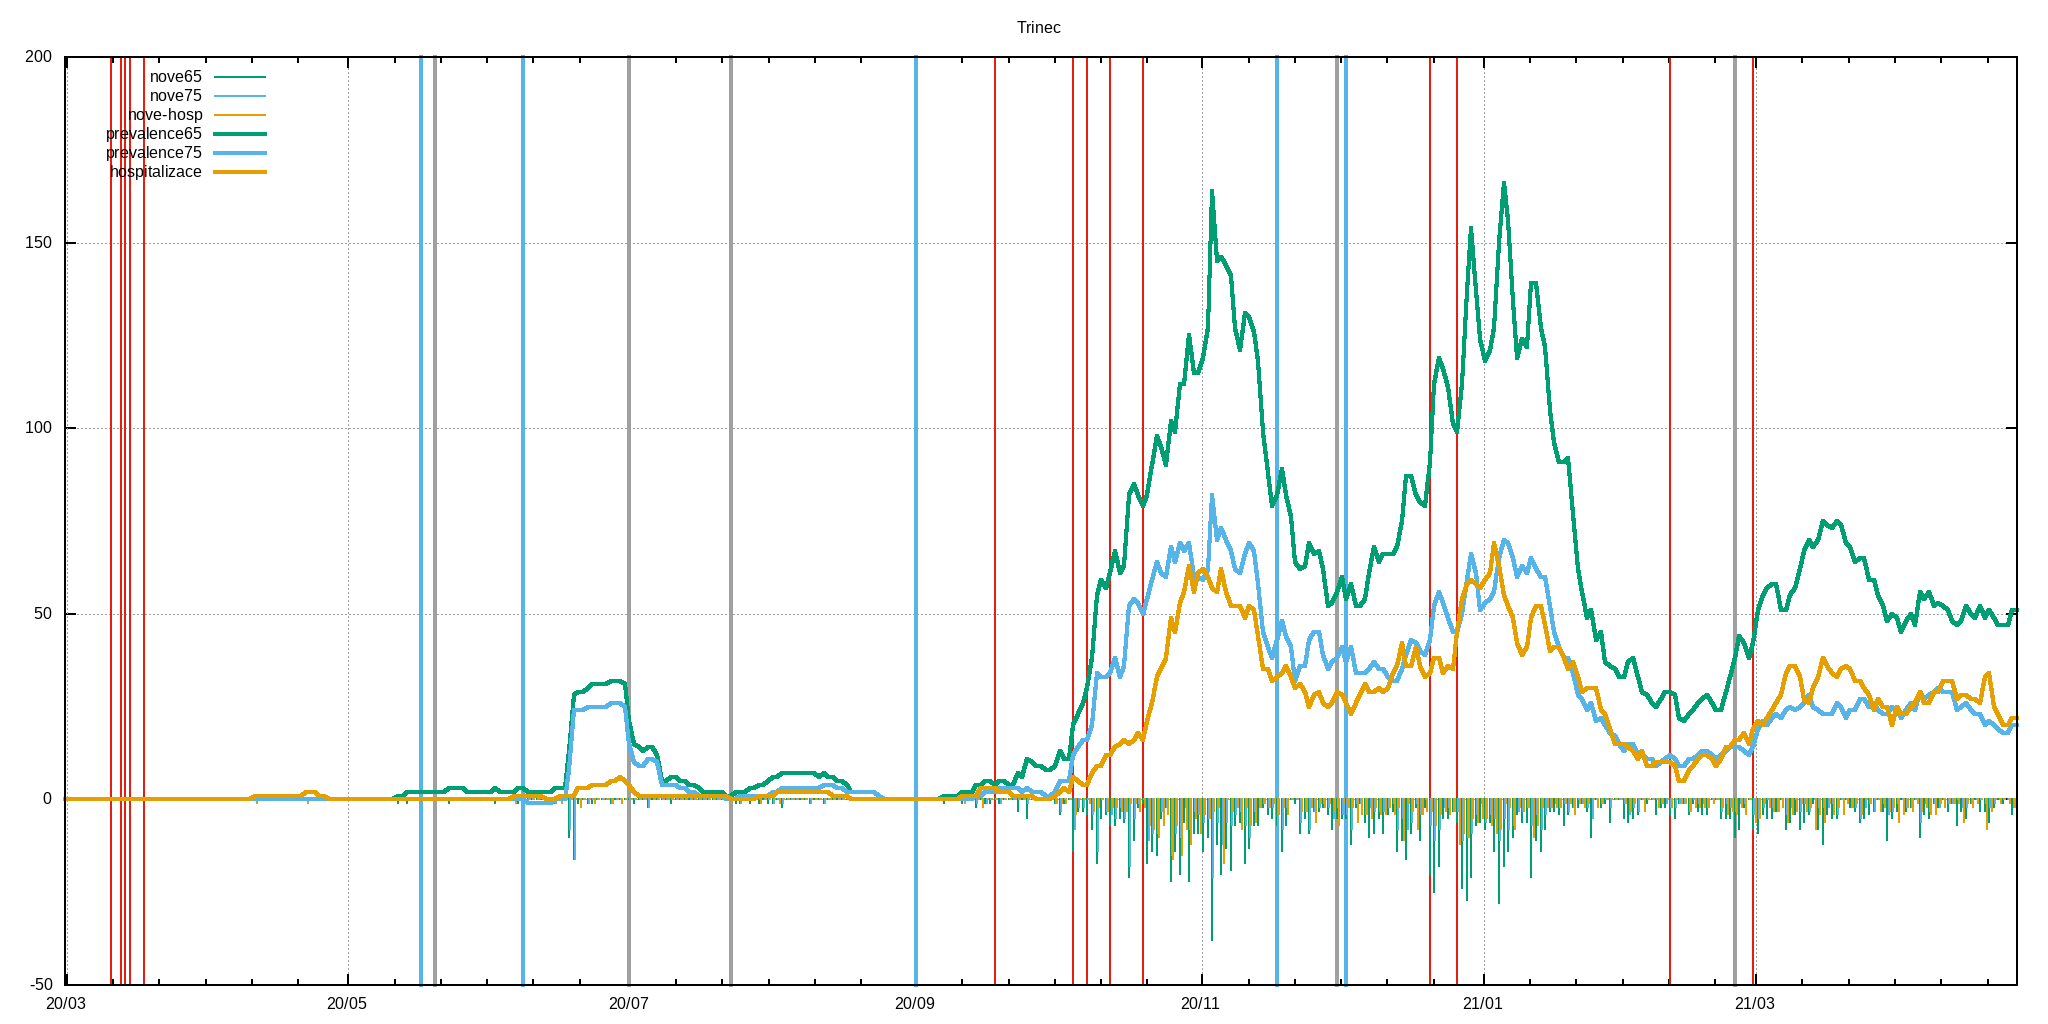 Trinec
200
150
100
50
0
-50
nove65
nove75
nove-hosp
prevalence65
prevalence75
hospitalizace
20/03 20/05 20/07 20/09 20/11 21/01 21/03